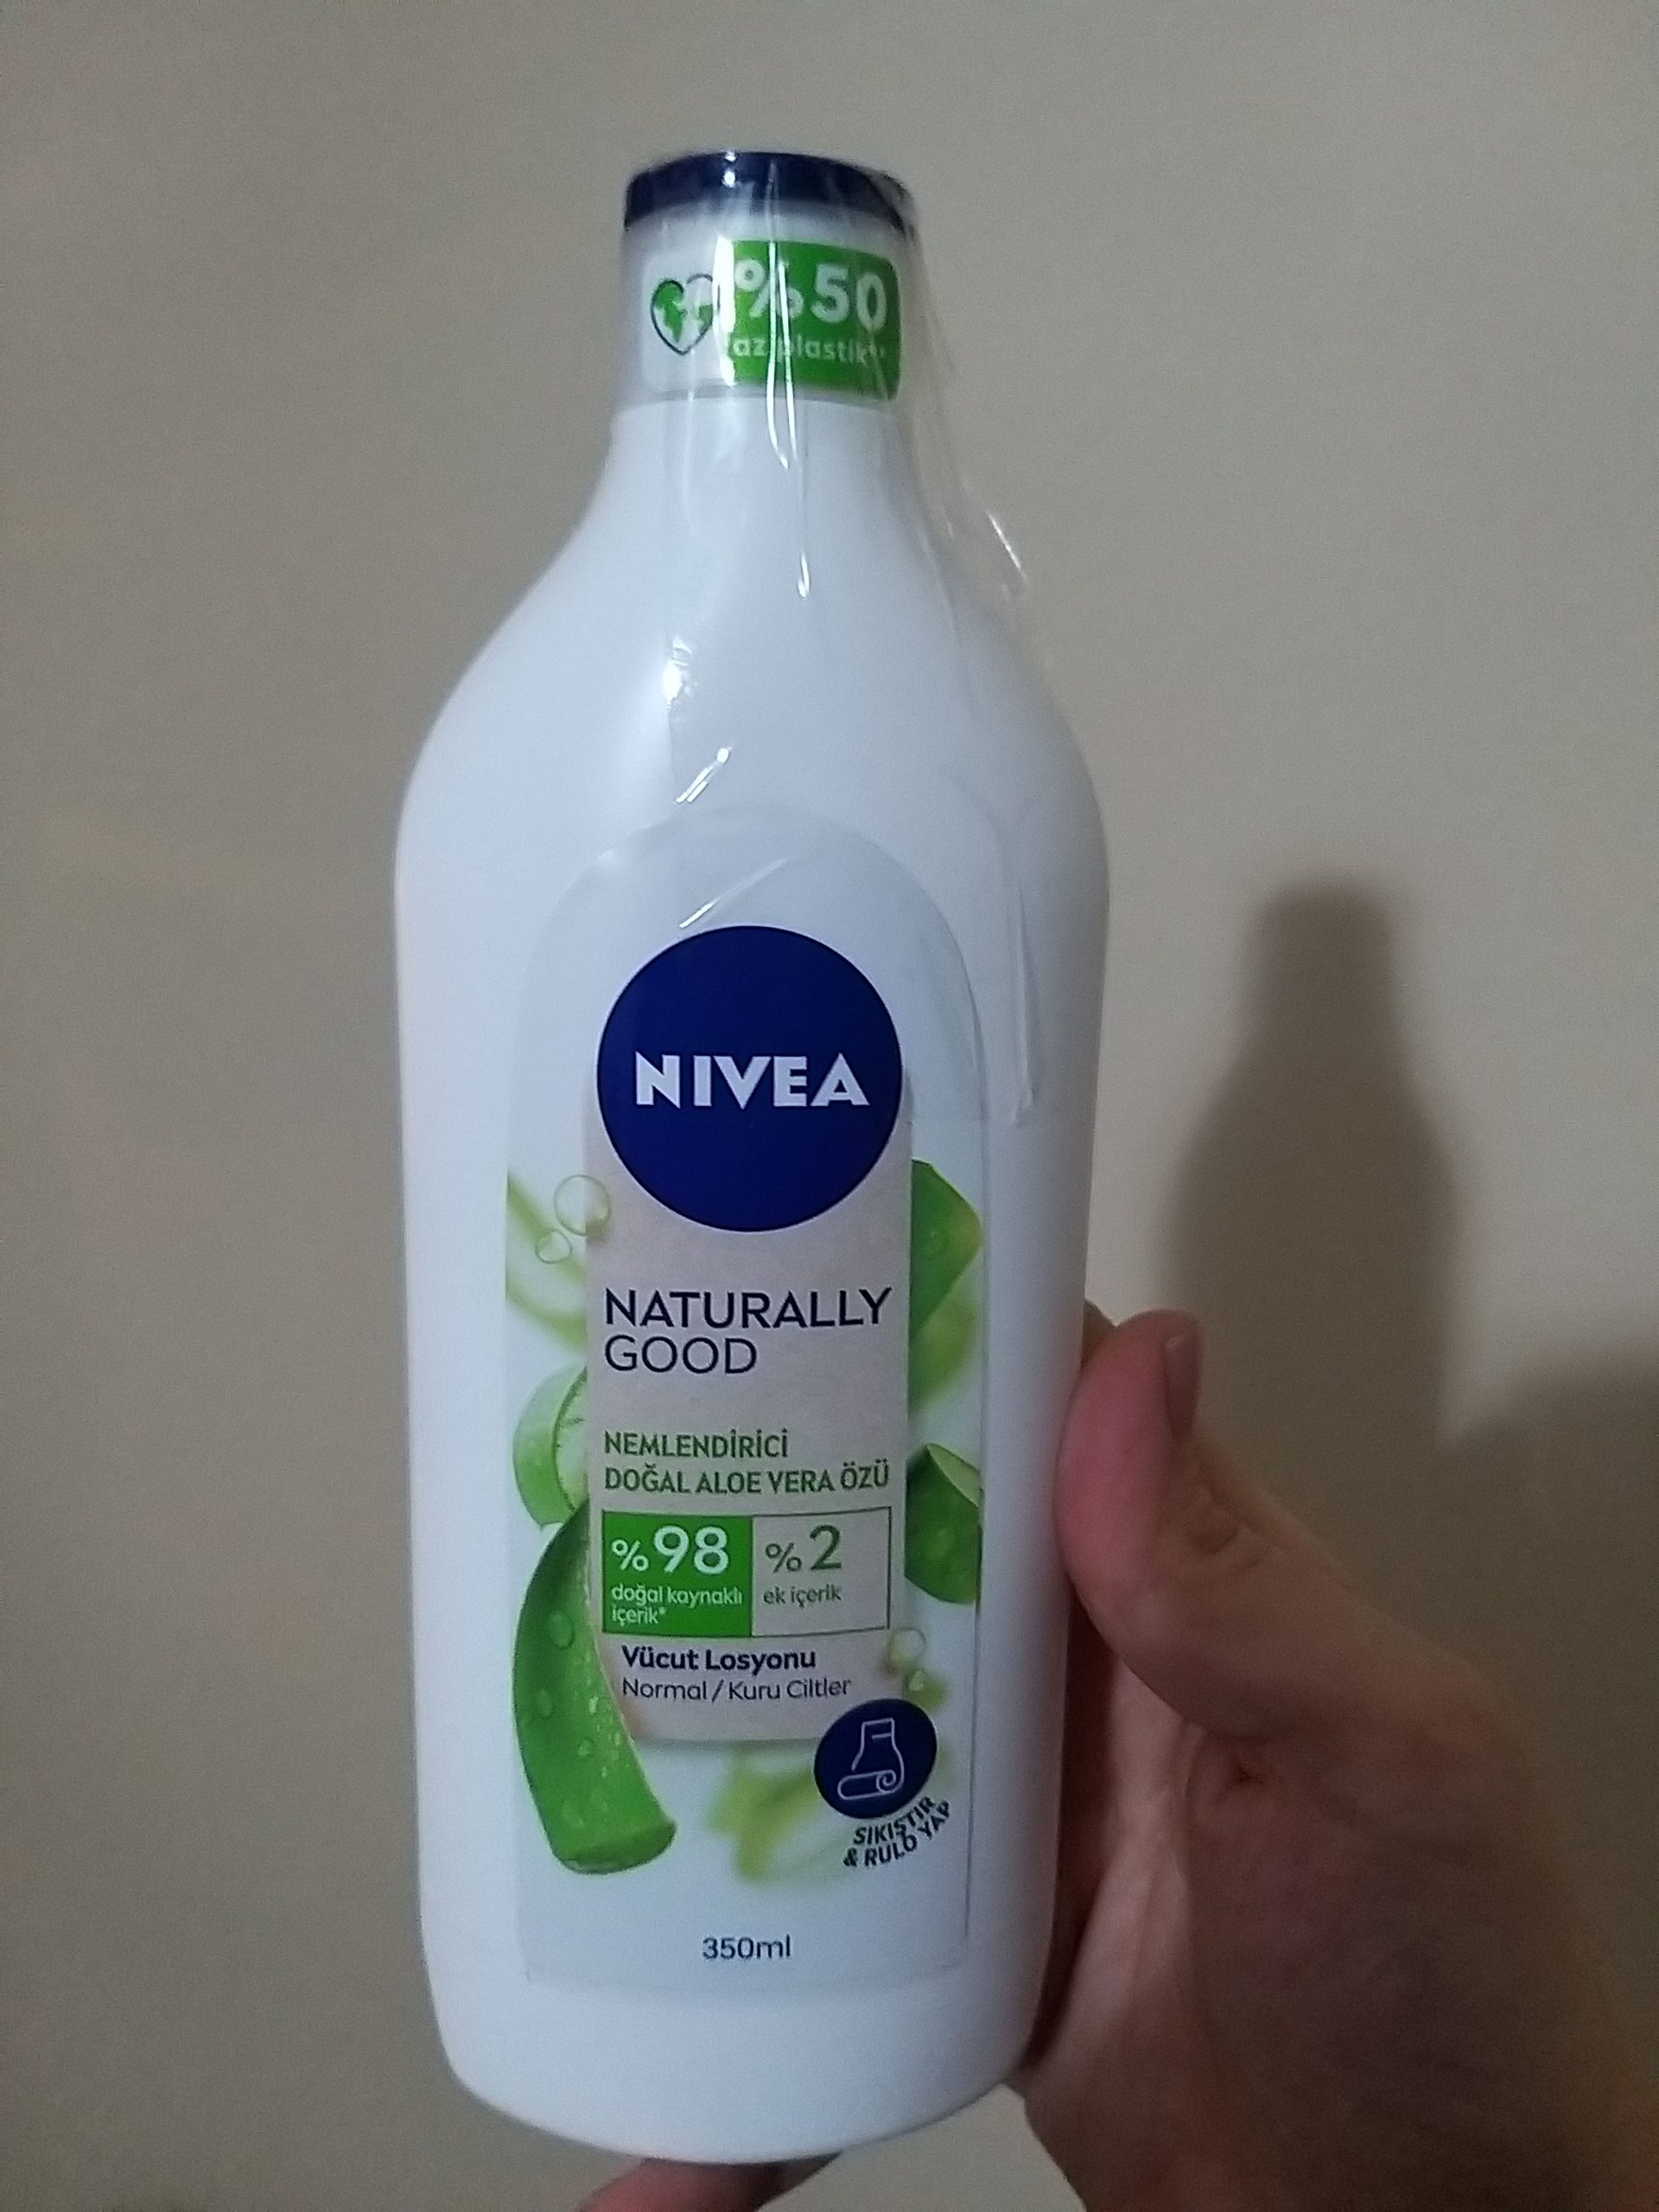 %50
az plastik**
NIVEA
NATURALLY
GOOD
NEMLENDİRİCİ
DOĞAL ALOE VERA ÖZÜ
%98
doğal kaynaklı
içerik*
%2
ek içerik
Vücut Losyonu
Normal / Kuru Ciltler
SIKIŞTIR
& RULO YAP
350ml